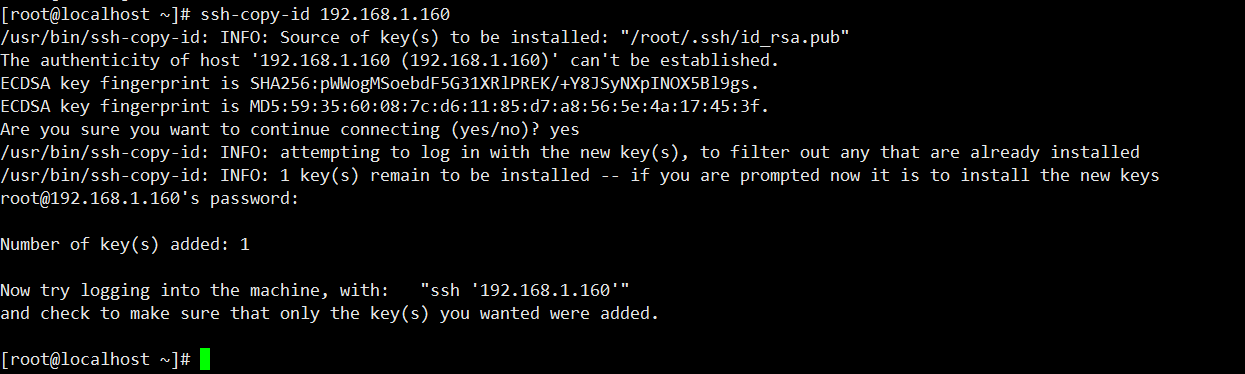 [root@localhost ~]# ssh-copy-id 192.168.1.160
/usr/bin/ssh-copy-id: INFO: Source of key(s) to be installed: "/root/.ssh/id_rsa.pub"
The authenticity of host '192.168.1.160 (192.168.1.160)' can't be established.
ECDSA key fingerprint is SHA256:pWWogMSoebdF5G31XRlPREK/+Y8JSyNXpINOX5Bl9gs.
ECDSA key fingerprint is MD5:59:35:60:08:7c:d6:11:85:d7:a8:56:5e:4a:17:45:3f.
Are you sure you want to continue connecting (yes/no)? yes
/usr/bin/ssh-copy-id: INFO: attempting to log in with the new key(s), to filter out any that are already installed
/usr/bin/ssh-copy-id: INFO: 1 key(s) remain to be installed -- if you are prompted now it is to install the new keys
root@192.168.1.160's password:
Number of key(s) added: 1
Now try logging into the machine, with:   "ssh '192.168.1.160'"
and check to make sure that only the key(s) you wanted were added.
[root@localhost ~]#